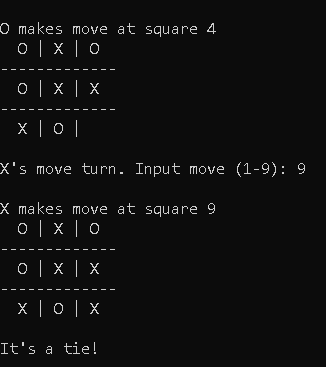 O makes move at square 4
O | X | O
-------------
O | X | X
-------------
X | O |
X's move turn. Input move (1-9): 9
X makes move at square 9
O | X | O
-------------
O | X | X
-------------
X | O | X
It's a tie!